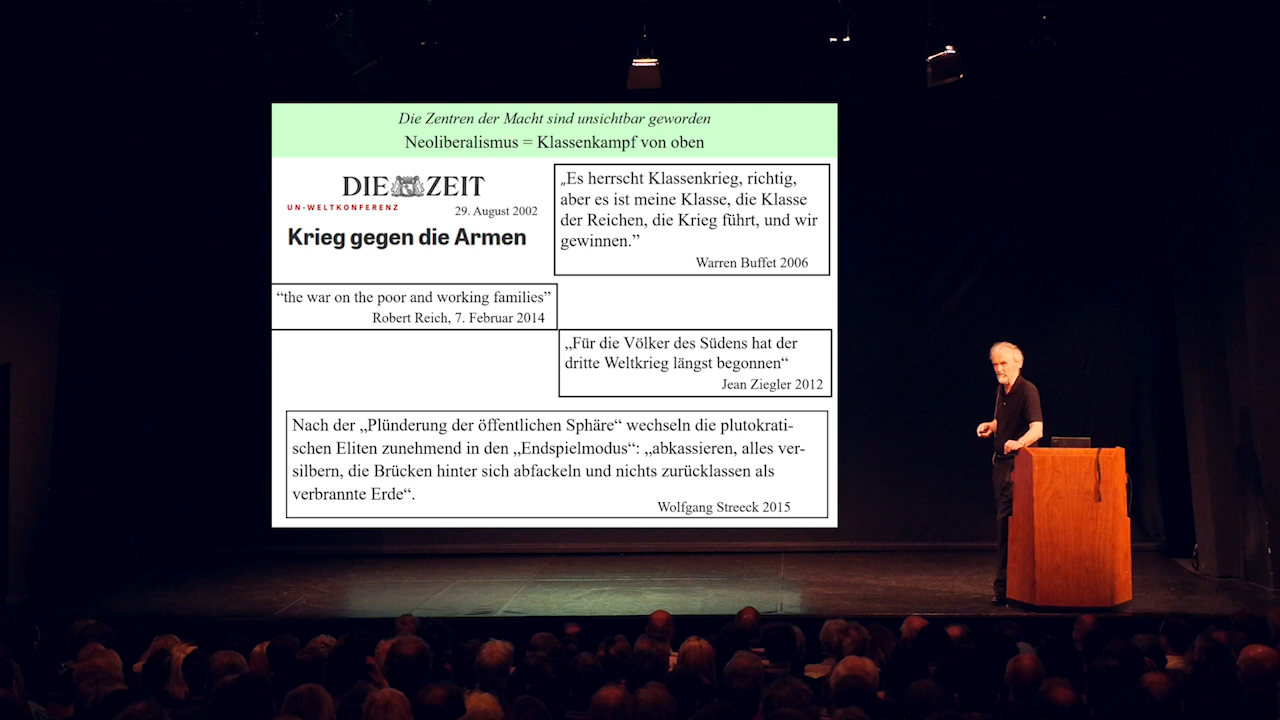 Die Zentren der Macht sind unsichtbar geworden
Neoliberalismus = Klassenkampf von oben
DIE ZEIT
UN-WELTKONFERENZ
29. August 2002
Krieg gegen die Armen
„Es herrscht Klassenkrieg, richtig,
aber es ist meine Klasse, die Klasse
der Reichen, die Krieg führt, und wir
gewinnen.”
Warren Buffet 2006
“the war on the poor and working families”
Robert Reich, 7. Februar 2014
„Für die Völker des Südens hat der
dritte Weltkrieg längst begonnen“
Jean Ziegler 2012
Nach der „Plünderung der öffentlichen Sphäre“ wechseln die plutokrati-
schen Eliten zunehmend in den „Endspielmodus“: „abkassieren, alles ver-
silbern, die Brücken hinter sich abfackeln und nichts zurücklassen als
verbrannte Erde“.
Wolfgang Streeck 2015